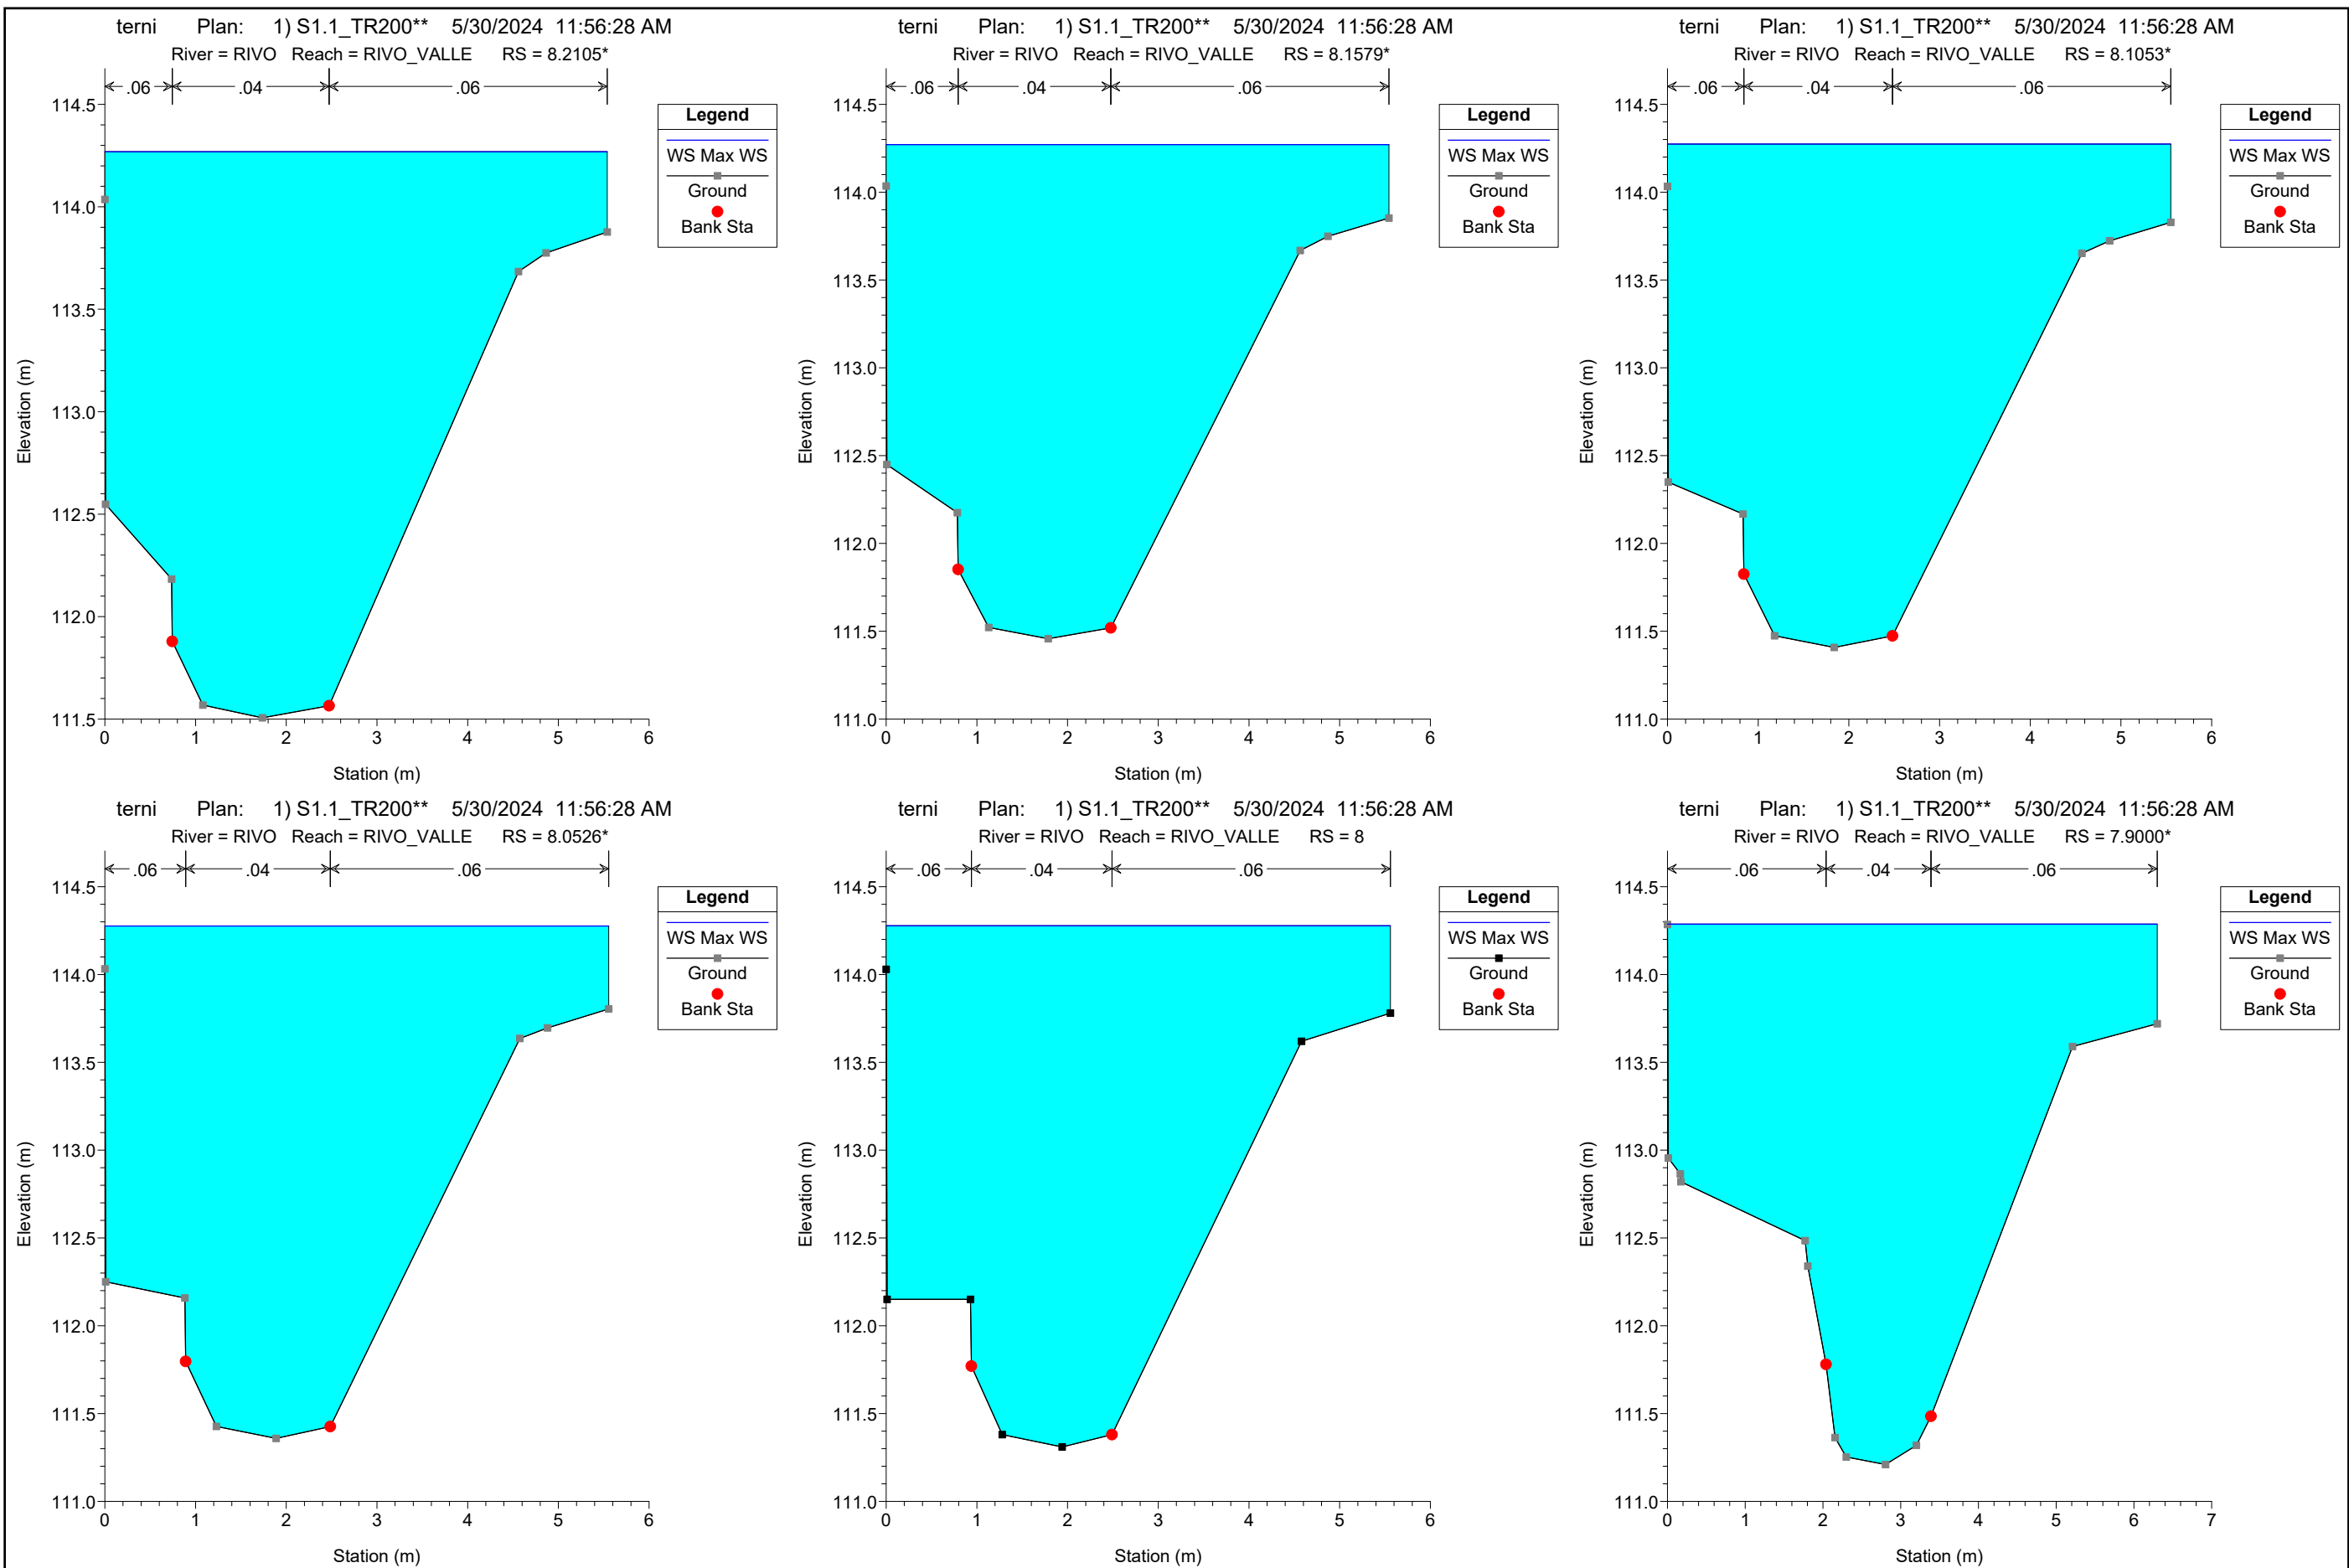 terni Plan: 1) S1.1_TR200** 5/30/2024 11:56:28 AM
River = RIVO Reach = RIVO_VALLE RS = 8.2105*
.06 .04 .06
Legend
WS Max WS
Ground
Bank Sta
114.5
114.0
113.5
113.0
112.5
112.0
111.5
Elevation (m)
0 1 2 3 4 5 6
Station (m)
terni Plan: 1) S1.1_TR200** 5/30/2024 11:56:28 AM
River = RIVO Reach = RIVO_VALLE RS = 8.1579*
.06 .04 .06
Legend
WS Max WS
Ground
Bank Sta
114.5
114.0
113.5
113.0
112.5
112.0
111.5
111.0
Elevation (m)
0 1 2 3 4 5 6
Station (m)
terni Plan: 1) S1.1_TR200** 5/30/2024 11:56:28 AM
River = RIVO Reach = RIVO_VALLE RS = 8.1053*
.06 .04 .06
Legend
WS Max WS
Ground
Bank Sta
114.5
114.0
113.5
113.0
112.5
112.0
111.5
111.0
Elevation (m)
0 1 2 3 4 5 6
Station (m)
terni Plan: 1) S1.1_TR200** 5/30/2024 11:56:28 AM
River = RIVO Reach = RIVO_VALLE RS = 8.0526*
.06 .04 .06
Legend
WS Max WS
Ground
Bank Sta
114.5
114.0
113.5
113.0
112.5
112.0
111.5
111.0
Elevation (m)
0 1 2 3 4 5 6
Station (m)
terni Plan: 1) S1.1_TR200** 5/30/2024 11:56:28 AM
River = RIVO Reach = RIVO_VALLE RS = 8
.06 .04 .06
Legend
WS Max WS
Ground
Bank Sta
114.5
114.0
113.5
113.0
112.5
112.0
111.5
111.0
Elevation (m)
0 1 2 3 4 5 6
Station (m)
terni Plan: 1) S1.1_TR200** 5/30/2024 11:56:28 AM
River = RIVO Reach = RIVO_VALLE RS = 7.9000*
.06 .04 .06
Legend
WS Max WS
Ground
Bank Sta
114.5
114.0
113.5
113.0
112.5
112.0
111.5
111.0
Elevation (m)
0 1 2 3 4 5 6 7
Station (m)